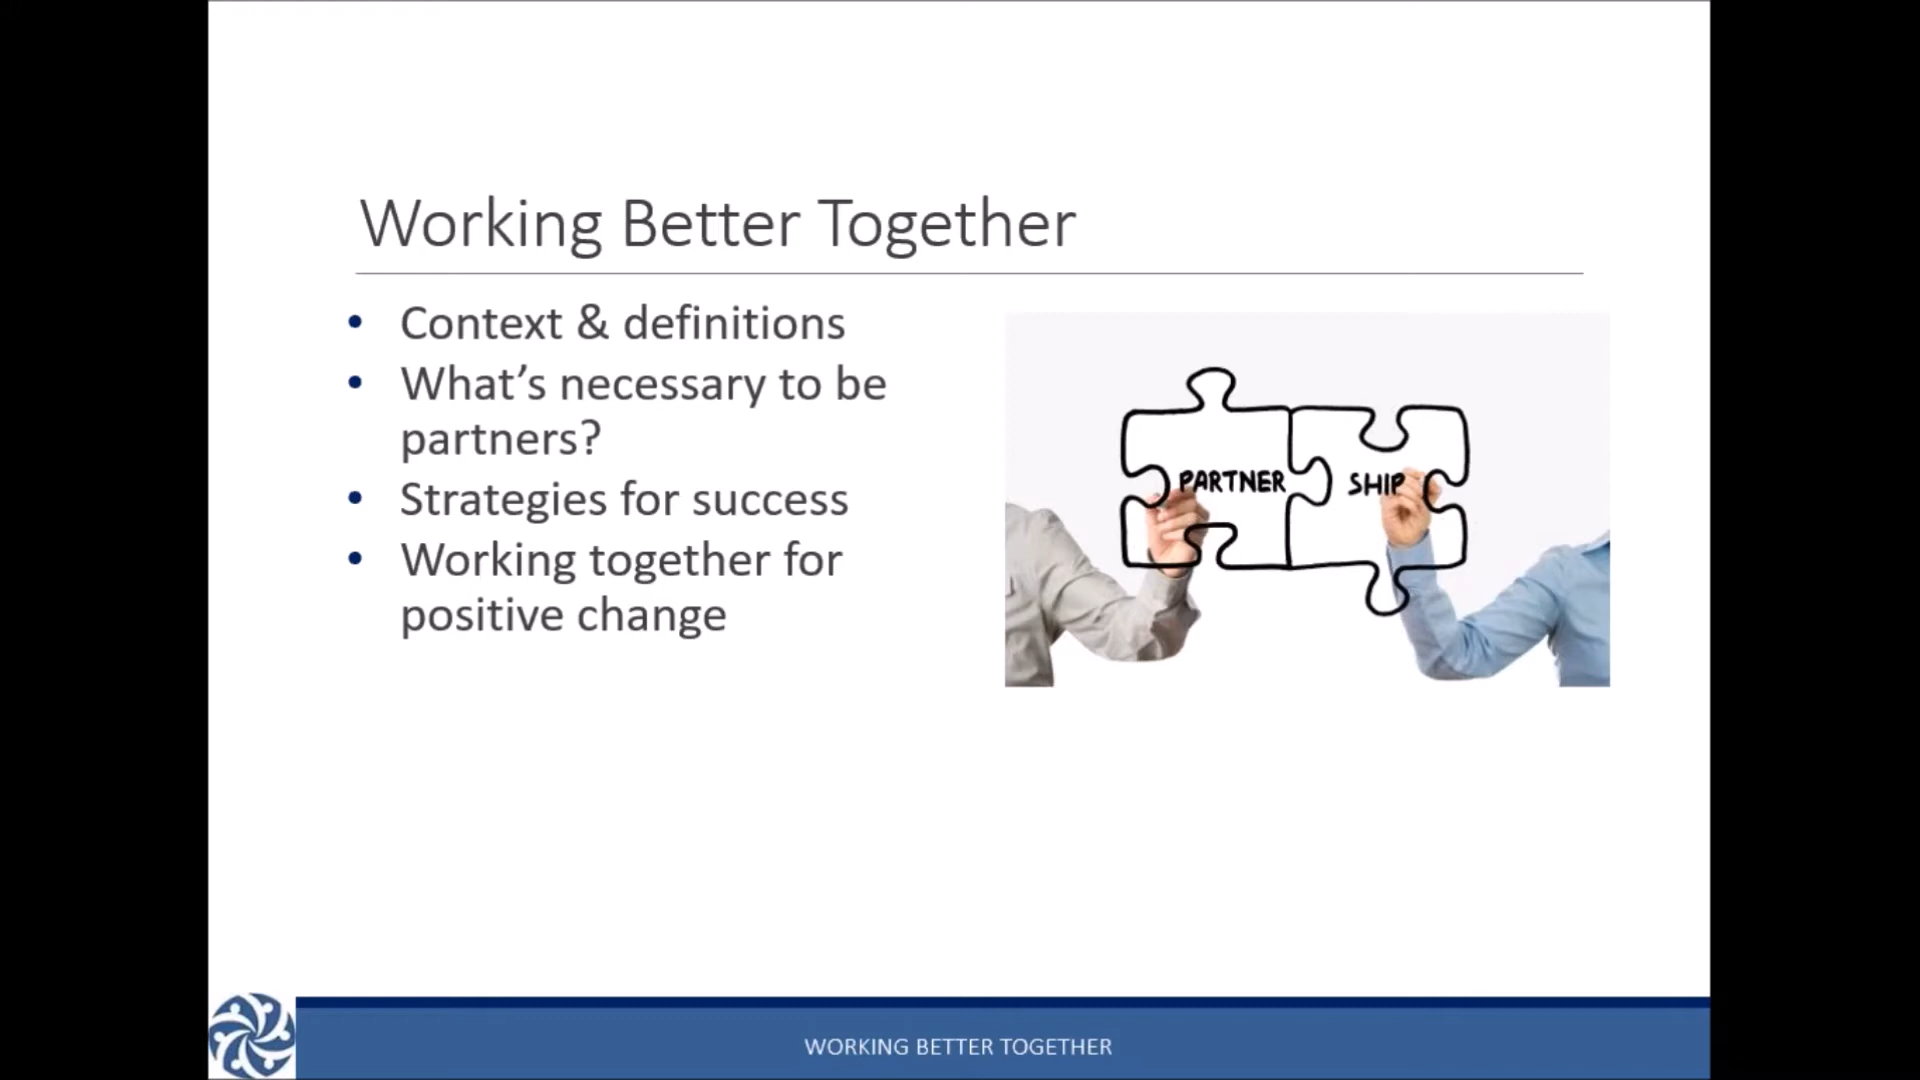 Working Better Together
• Context & definitions
• What’s necessary to be
partners?
• Strategies for success
• Working together for
positive change
PARTNER SHIP
WORKING BETTER TOGETHER